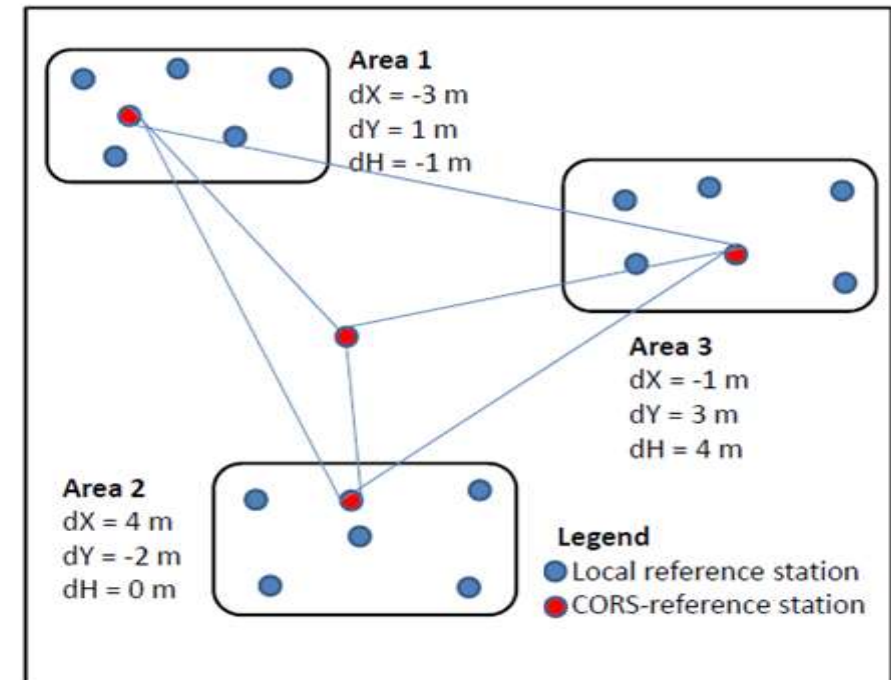 Area 1
dX = -3 m
dY = 1 m
dH = -1 m
Area 3
dX = -1 m
dY = 3 m
dH = 4 m
Area 2
dX = 4 m
dY = -2 m
dH = 0 m
Legend
Local reference station
CORS-reference station